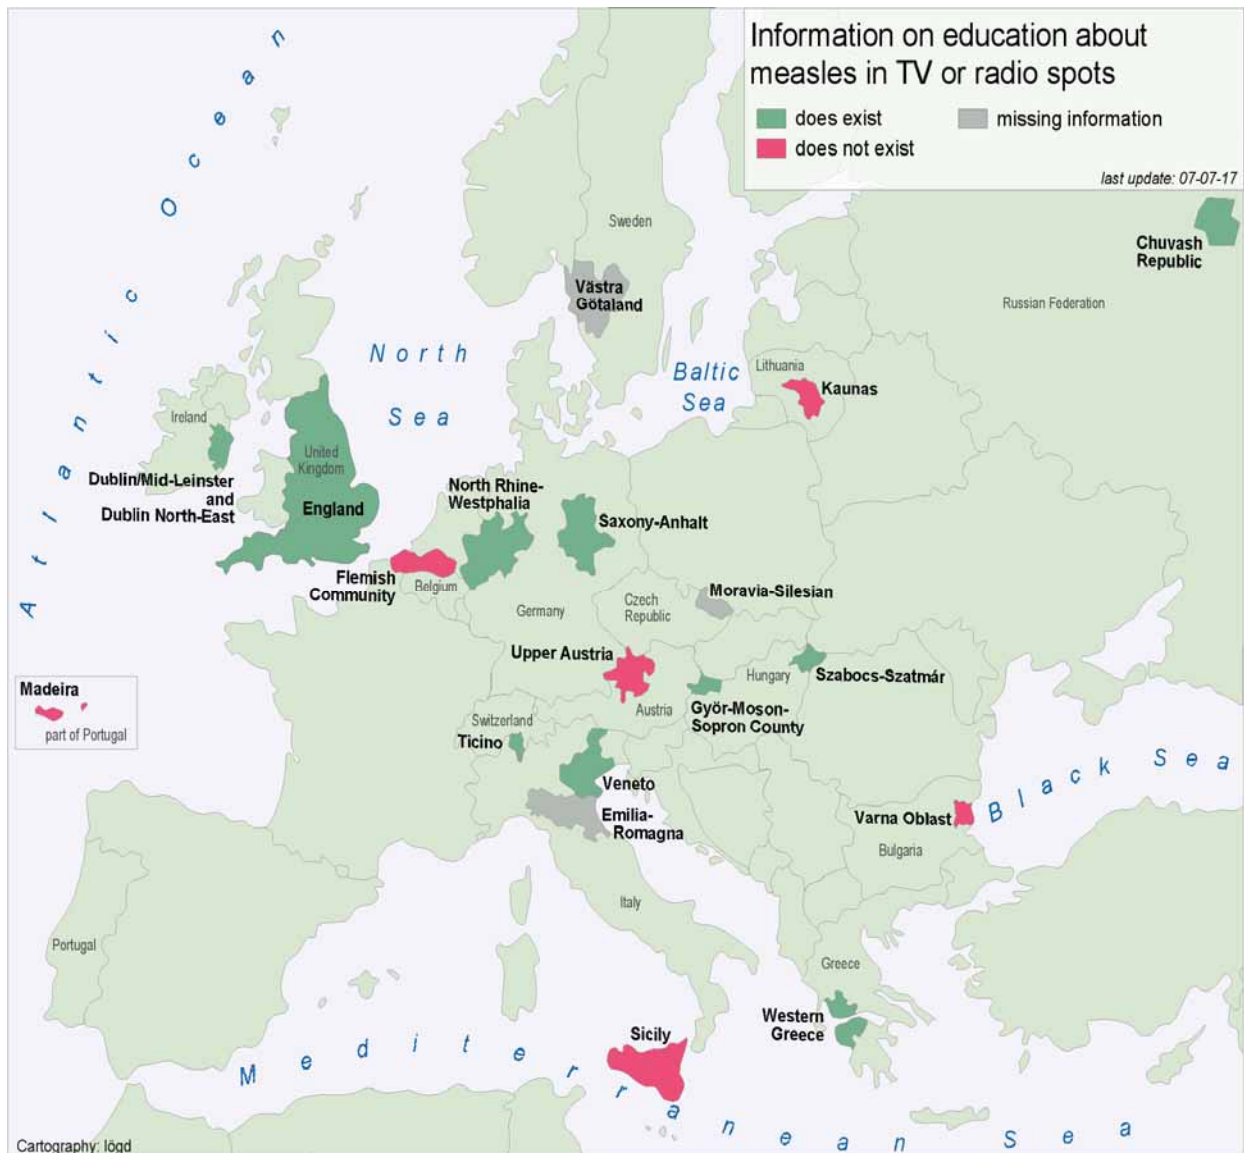 Information on education about
measles in TV or radio spots
does exist
missing information
does not exist
last update: 07-07-17
Atlantic Ocean
Chuvash
Republic
Sweden
Västra
Götaland
Russian Federation
North
Sea
Baltic
Sea
Lithuania
Kaunas
Ireland
United
Kingdom
Dublin/Mid-Leinster
and
Dublin North-East
England
North Rhine-
Westphalia
Saxony-Anhalt
Flemish
Community
Belgium
Germany
Czech
Republic
Moravia-Silesian
Upper Austria
Austria
Hungary
Szabocs-Szatmár
Györ-Moson-
Sopron County
Madeira
part of Portugal
Switzerland
Ticino
Veneto
Emilia-
Romagna
Black Sea
Varna Oblast
Bulgaria
Italy
Portugal
Greece
Western
Greece
Sicily
Mediterranean Sea
Cartography: lögd